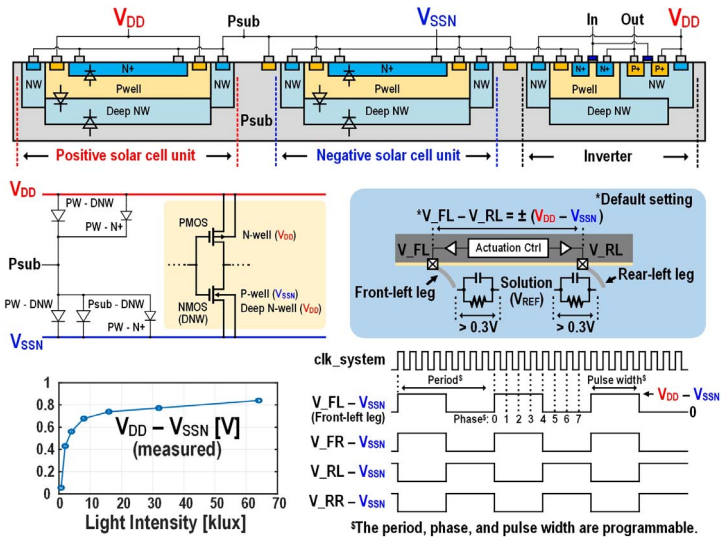 VDD Psub VSSN In Out VDD
NW N+ NW NW N+ NW NW N+ N+ P+ P+
Pwell Pwell Pwell NW
Deep NW Psub Deep NW Deep NW
Positive solar cell unit Negative solar cell unit Inverter
VDD
PW - DNW
PW - N+
Psub
PW - DNW Psub - DNW
PW - N+
VSSN
PMOS
N-well (VDD)
NMOS
(DNW)
P-well (VSSN)
Deep N-well (VDD)
*Default setting
*V_FL – V_RL = ± (VDD – VSSN)
V_FL Actuation Ctrl V_RL
Front-left leg
Solution
(VREF)
Rear-left leg
> 0.3V > 0.3V
clk_system
Period$ Pulse width$
V_FL – VSSN
(Front-left leg)
VDD – VSSN
0
Phase$: 0 1 2 3 4 5 6 7
V_FR – VSSN
V_RL – VSSN
V_RR – VSSN
$The period, phase, and pulse width are programmable.
1
0.8
0.6
0.4
0.2
0
VDD – VSSN [V]
(measured)
0 10 20 30 40 50 60 70
Light Intensity [klux]